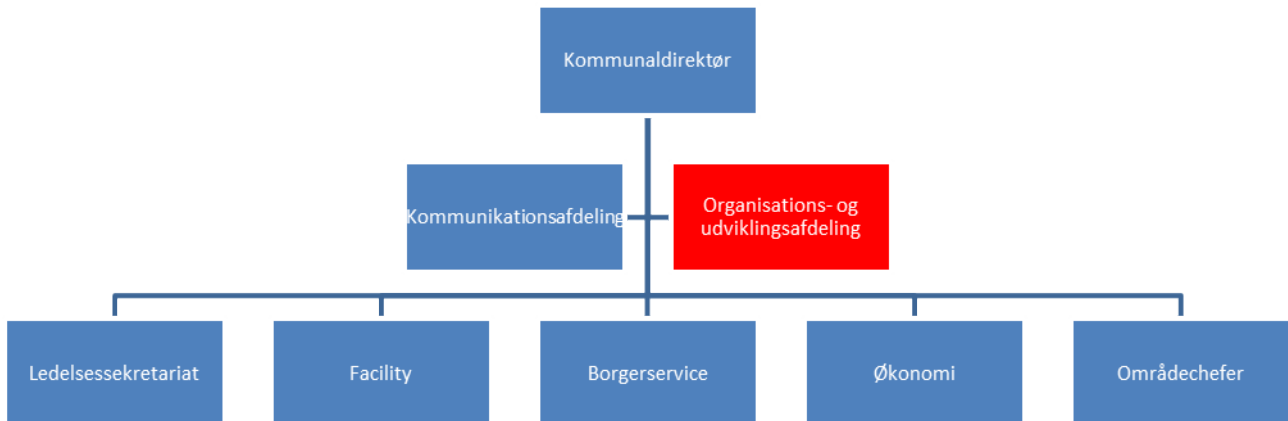 Kommunaldirektør
Kommunikationsafdeling
Organisations- og
udviklingsafdeling
Ledelsessekretariat
Facility
Borgerservice
Økonomi
Områdechefer